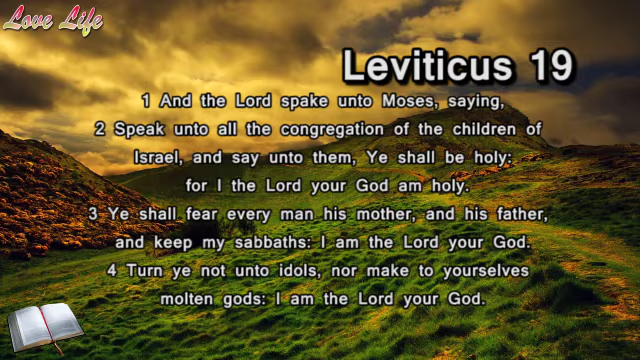 Love Life
Leviticus 19
1 And the Lord spake unto Moses, saying,
2 Speak unto all the congregation of the children of
Israel, and say unto them, Ye shall be holy:
for I the Lord your God am holy.
3 Ye shall fear every man his mother, and his father,
and keep my sabbaths: I am the Lord your God.
4 Turn ye not unto idols, nor make to yourselves
molten gods: I am the Lord your God.